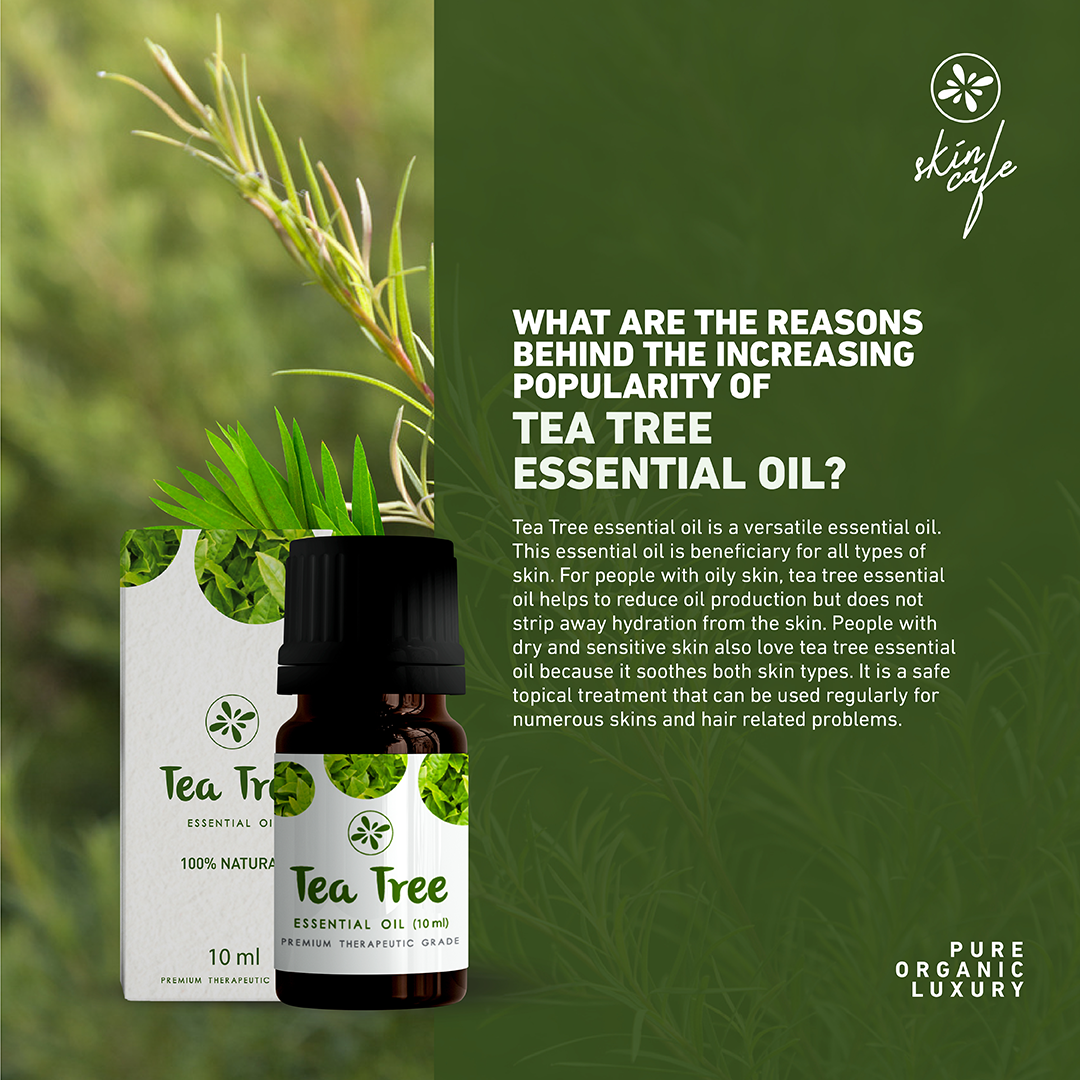 skin
cafe
WHAT ARE THE REASONS
BEHIND THE INCREASING
POPULARITY OF
TEA TREE
ESSENTIAL OIL?
Tea Tree essential oil is a versatile essential oil.
This essential oil is beneficiary for all types of
skin. For people with oily skin, tea tree essential
oil helps to reduce oil production but does not
strip away hydration from the skin. People with
dry and sensitive skin also love tea tree essential
oil because it soothes both skin types. It is a safe
topical treatment that can be used regularly for
numerous skins and hair related problems.
Tea Tre
ESSENTIAL OI
100% NATURA
10 ml
PREMIUM THERAPEUTIC
Tea Tree
ESSENTIAL OIL (10 ml)
PREMIUM THERAPEUTIC GRADE
PURE
ORGANIC
LUXURY